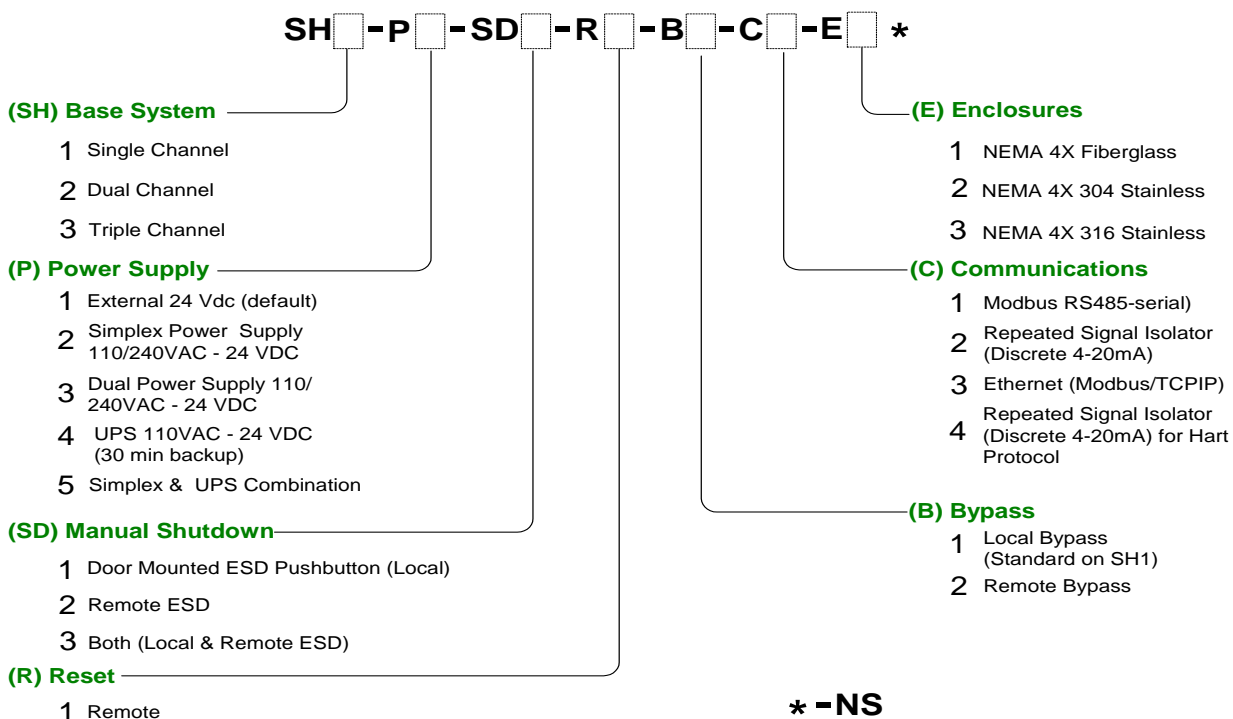 SH -P -SD -R -B -C -E *
(SH) Base System
1 Single Channel
2 Dual Channel
3 Triple Channel
(P) Power Supply
1 External 24 Vdc (default)
2 Simplex Power Supply
110/240VAC - 24 VDC
3 Dual Power Supply 110/
240VAC - 24 VDC
4 UPS 110VAC - 24 VDC
(30 min backup)
5 Simplex & UPS Combination
(SD) Manual Shutdown
1 Door Mounted ESD Pushbutton (Local)
2 Remote ESD
3 Both (Local & Remote ESD)
(R) Reset
1 Remote
(E) Enclosures
1 NEMA 4X Fiberglass
2 NEMA 4X 304 Stainless
3 NEMA 4X 316 Stainless
(C) Communications
1 Modbus RS485-serial)
2 Repeated Signal Isolator
(Discrete 4-20mA)
3 Ethernet (Modbus/TCPIP)
4 Repeated Signal Isolator
(Discrete 4-20mA) for Hart
Protocol
(B) Bypass
1 Local Bypass
(Standard on SH1)
2 Remote Bypass
* -NS